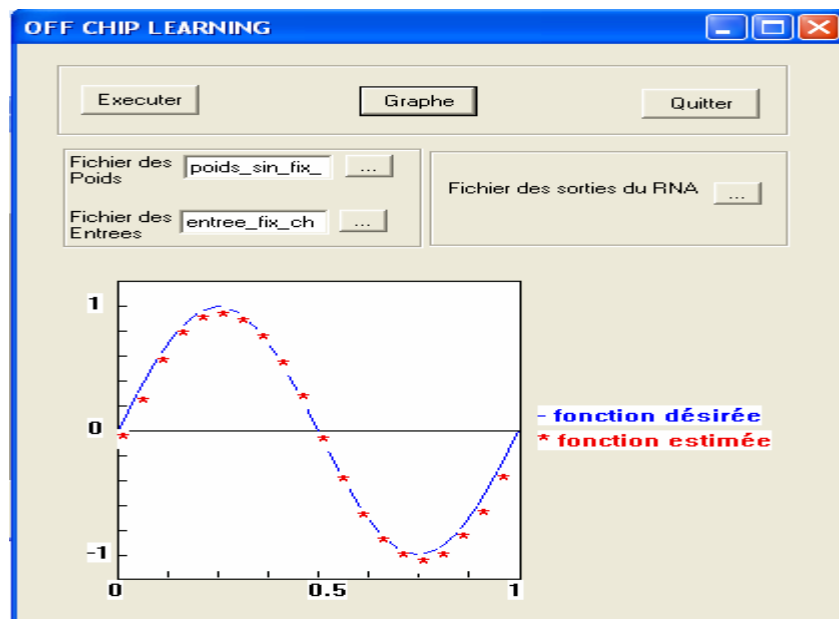 OFF CHIP LEARNING
Executer
Graphe
Quitter
Fichier des
Poids
poids_sin_fix_
...
Fichier des sorties du RNA
...
Fichier des
Entrees
entree_fix_ch
...
1
0
-1
0
0.5
1
- fonction désirée
* fonction estimée